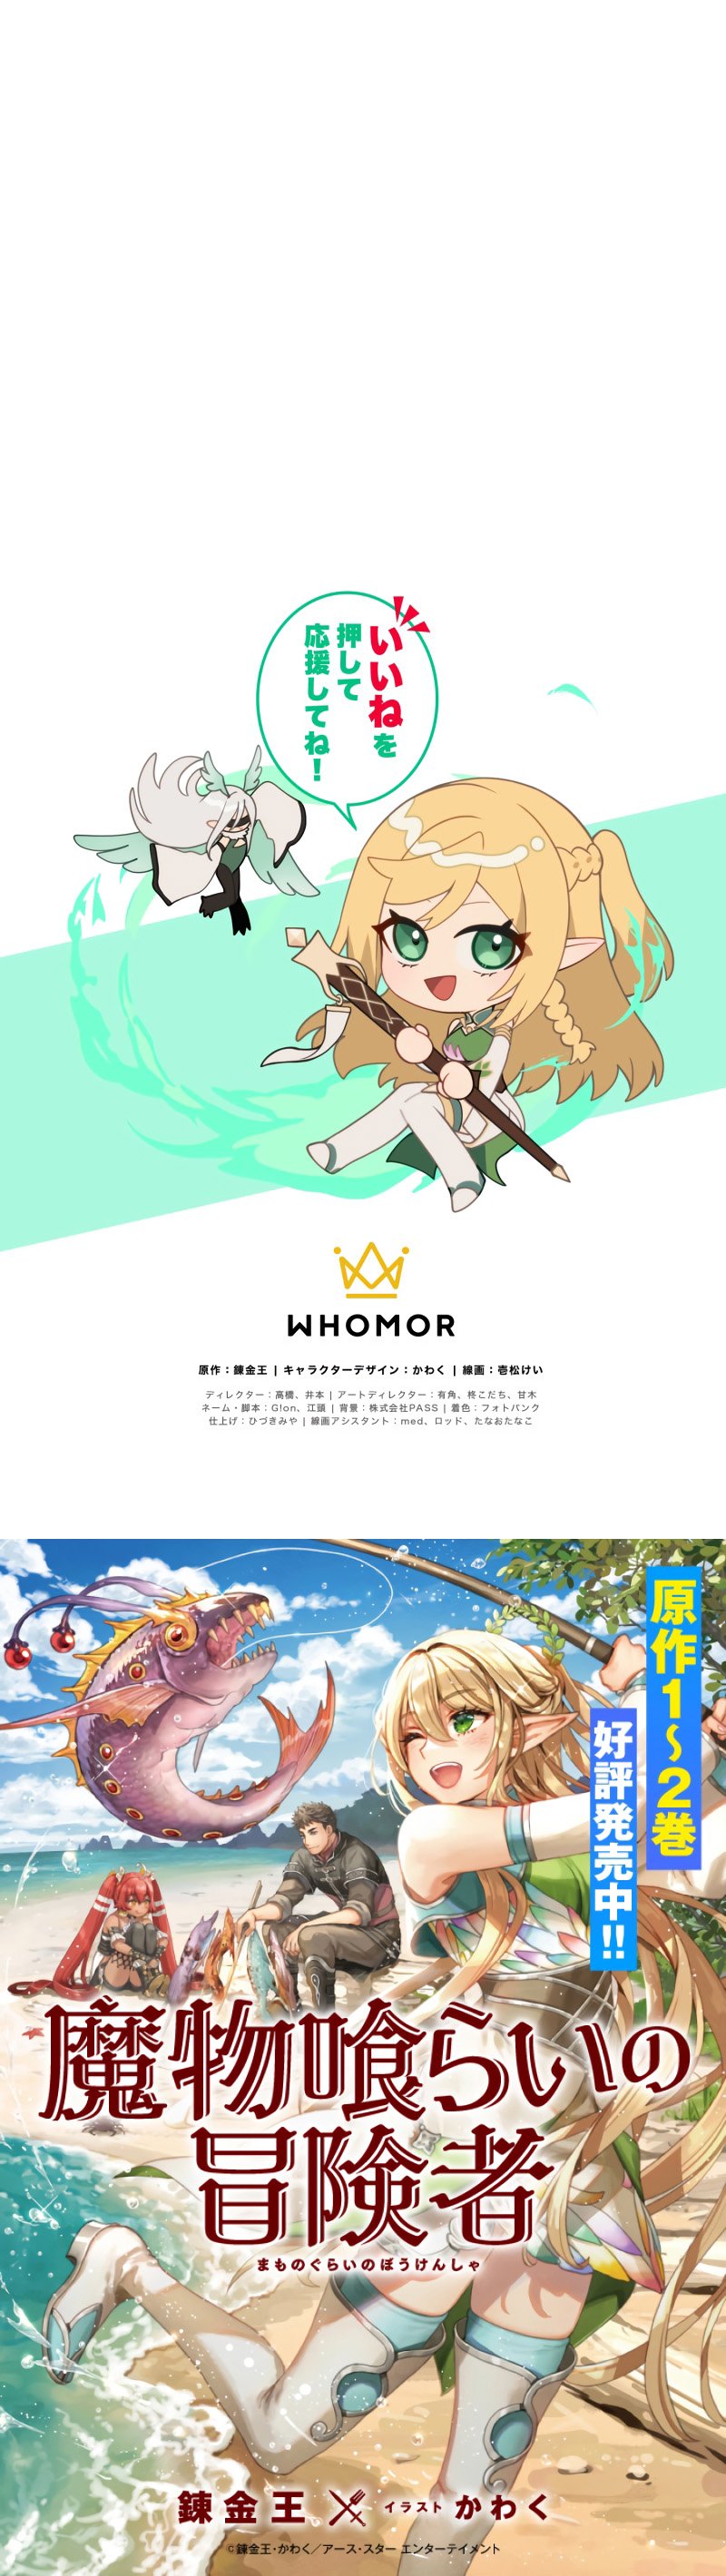 いいねを
押して
応援してね！
WHOMOR
原作：錬金王 | キャラクターデザイン：かわく | 線画：壱松けい
ディレクター：高橋、井本 | アートディレクター：有角、柊こだち、甘木
ネーム・脚本：G!on、江頭 | 背景：株式会社PASS | 着色：フォトバンク
仕上げ：ひづきみや | 線画アシスタント：med、ロッド、たなおたなこ
原作1〜2巻
好評発売中!!
魔物喰らいの
冒険者
まものぐらいのぼうけんしゃ
錬金王 イラスト かわく
©錬金王・かわく／アース・スター エンターテイメント